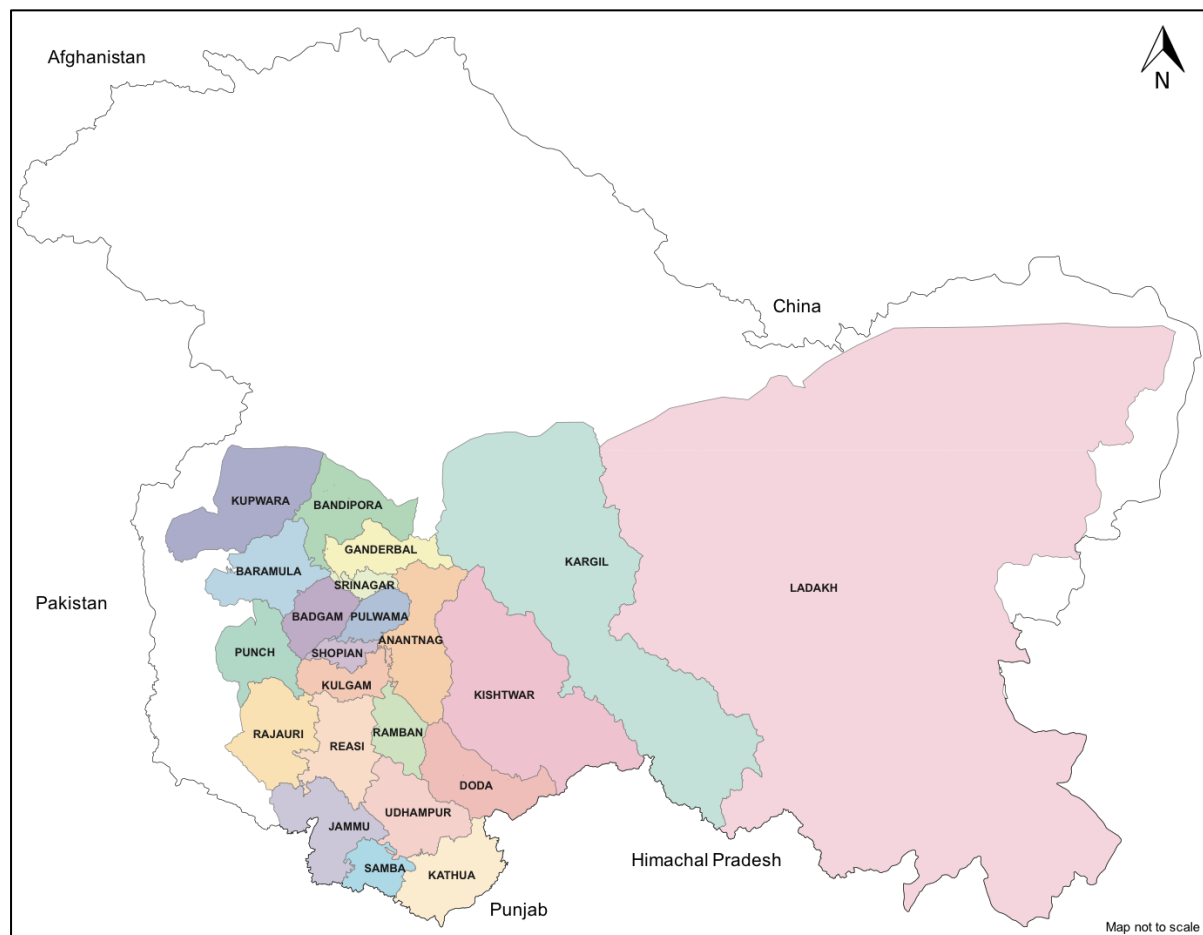 Afghanistan
N
China
KUPWARA
BANDIPORA
GANDERBAL
KARGIL
BARAMULA
SRINAGAR
LADAKH
Pakistan
BADGAM
PULWAMA
ANANTNAG
PUNCH
SHOPIAN
KULGAM
KISHTWAR
RAJAURI
REASI
RAMBAN
DODA
UDHAMPUR
JAMMU
Himachal Pradesh
SAMBA
KATHUA
Punjab
Map not to scale